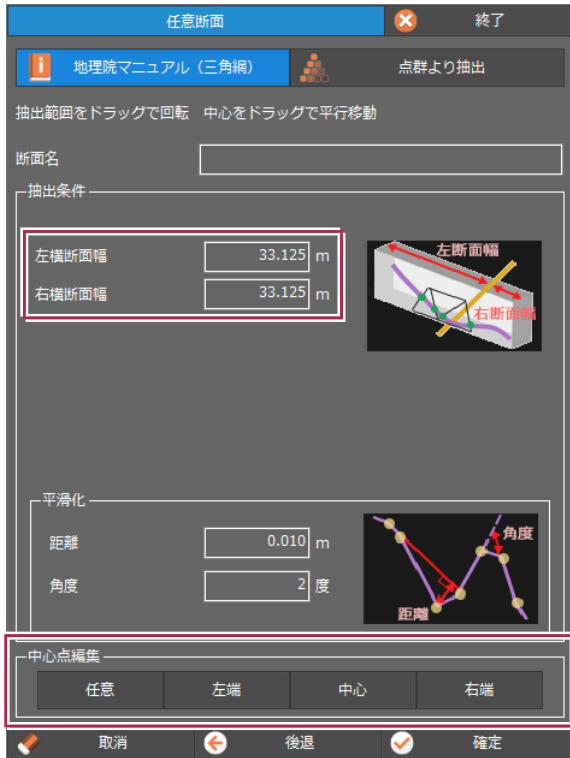 任意断面 終了
地理院マニュアル（三角網） 点群より抽出
抽出範囲をドラッグで回転 中心をドラッグで平行移動
断面名
抽出条件
左横断面幅 33.125 m
右横断面幅 33.125 m
左断面幅
右断面幅
平滑化
距離 0.010 m
角度 2 度
角度
距離
中心点編集
任意 左端 中心 右端
取消 後退 確定